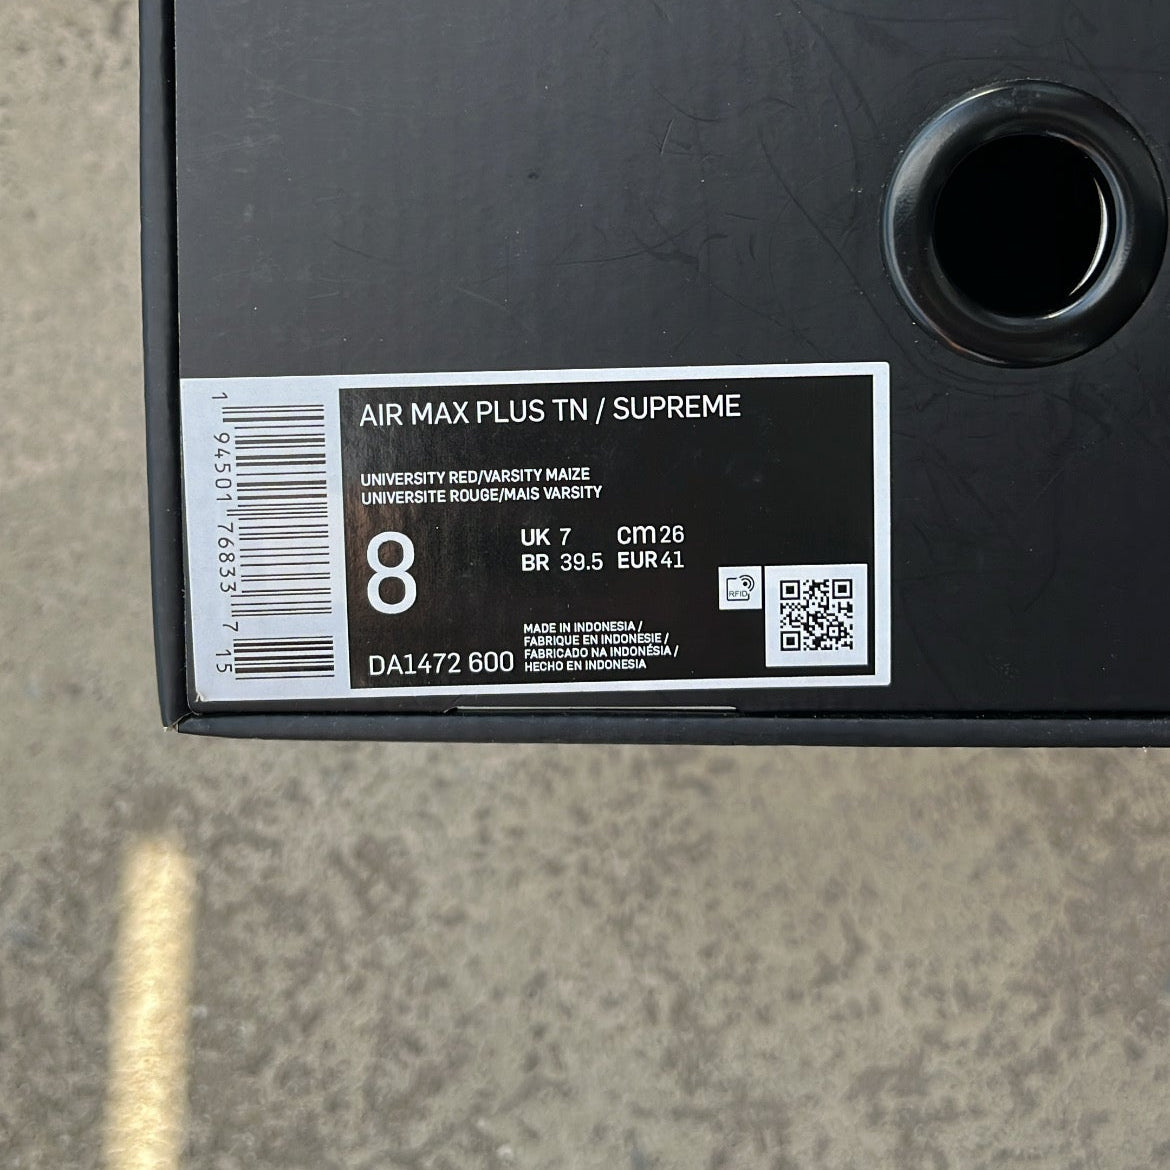 AIR MAX PLUS TN / SUPREME
UNIVERSITY RED/VARSITY MAIZE
UNIVERSITE ROUGE/MAIS VARSITY
8
UK 7 cm 26
BR 39.5 EUR 41
RFID
MADE IN INDONESIA /
FABRIQUE EN INDONESIE /
FABRICADO NA INDONÉSIA /
HECHO EN INDONESIA
DA1472 600
1 94501 76833 7 15